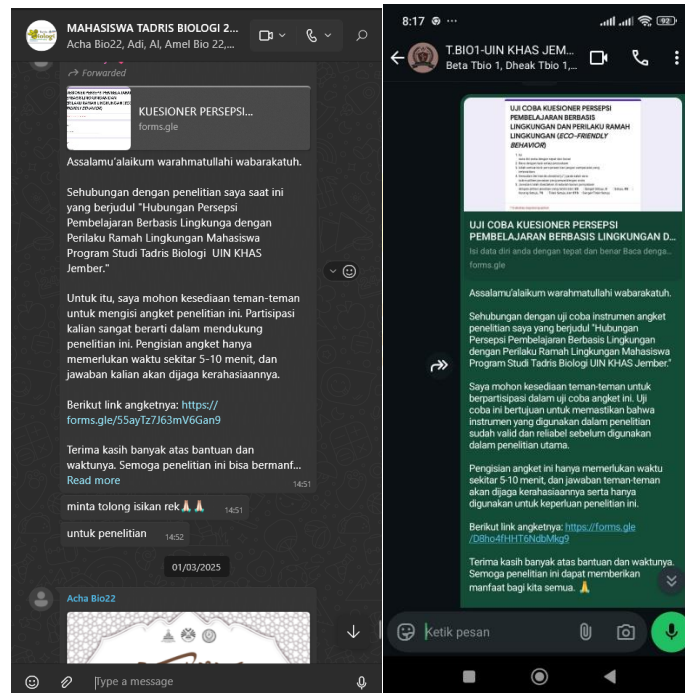 MAHASISWA TADRIS BIOLOGI 2...
Acha Bio22, Adi, Al, Amel Bio 22,...
Forwarded
KUESIONER PERSEPSI...
forms.gle
Assalamu'alaikum warahmatullahi wabarakatuh.
Sehubungan dengan penelitian saya saat ini
yang berjudul "Hubungan Persepsi
Pembelajaran Berbasis Lingkunga dengan
Perilaku Ramah Lingkungan Mahasiswa
Program Studi Tadris Biologi UIN KHAS
Jember."
Untuk itu, saya mohon kesediaan teman-teman
untuk mengisi angket penelitian ini. Partisipasi
kalian sangat berarti dalam mendukung
penelitian ini. Pengisian angket hanya
memerlukan waktu sekitar 5-10 menit, dan
jawaban kalian akan dijaga kerahasiaannya.
Berikut link angketnya: https://
forms.gle/55ayTz7J63mV6Gan9
Terima kasih banyak atas bantuan dan
waktunya. Semoga penelitian ini bisa bermanf...
Read more
14:51
minta tolong isikan rek🙏🏻🙏🏻 14:51
untuk penelitian 14:52
01/03/2025
Acha Bio22
Type a message
8:17
92
T.BIO1-UIN KHAS JEM...
Beta Tbio 1, Dheak Tbio 1,...
UJI COBA KUESIONER PERSEPSI
PEMBELAJARAN BERBASIS
LINGKUNGAN DAN PERILAKU RAMAH
LINGKUNGAN (ECO-FRIENDLY
BEHAVIOR)
UJI COBA KUESIONER PERSEPSI
PEMBELAJARAN BERBASIS LINGKUNGAN D...
Isi data diri anda dengan tepat dan benar Baca denga...
forms.gle
Assalamu'alaikum warahmatullahi wabarakatuh.
Sehubungan dengan uji coba instrumen angket
penelitian saya yang berjudul "Hubungan
Persepsi Pembelajaran Berbasis Lingkungan
dengan Perilaku Ramah Lingkungan Mahasiswa
Program Studi Tadris Biologi UIN KHAS Jember."
Saya mohon kesediaan teman-teman untuk
berpartisipasi dalam uji coba angket ini. Uji
coba ini bertujuan untuk memastikan bahwa
instrumen yang digunakan dalam penelitian
sudah valid dan reliabel sebelum digunakan
dalam penelitian utama.
Pengisian angket ini hanya memerlukan waktu
sekitar 5-10 menit, dan jawaban teman-teman
akan dijaga kerahasiaannya serta hanya
digunakan untuk keperluan penelitian ini.
Berikut link angketnya: https://forms.gle
/D8ho4fHHT6NdbMkg9
Terima kasih banyak atas bantuan dan waktunya.
Semoga penelitian ini dapat memberikan
manfaat bagi kita semua. 🙏
Ketik pesan